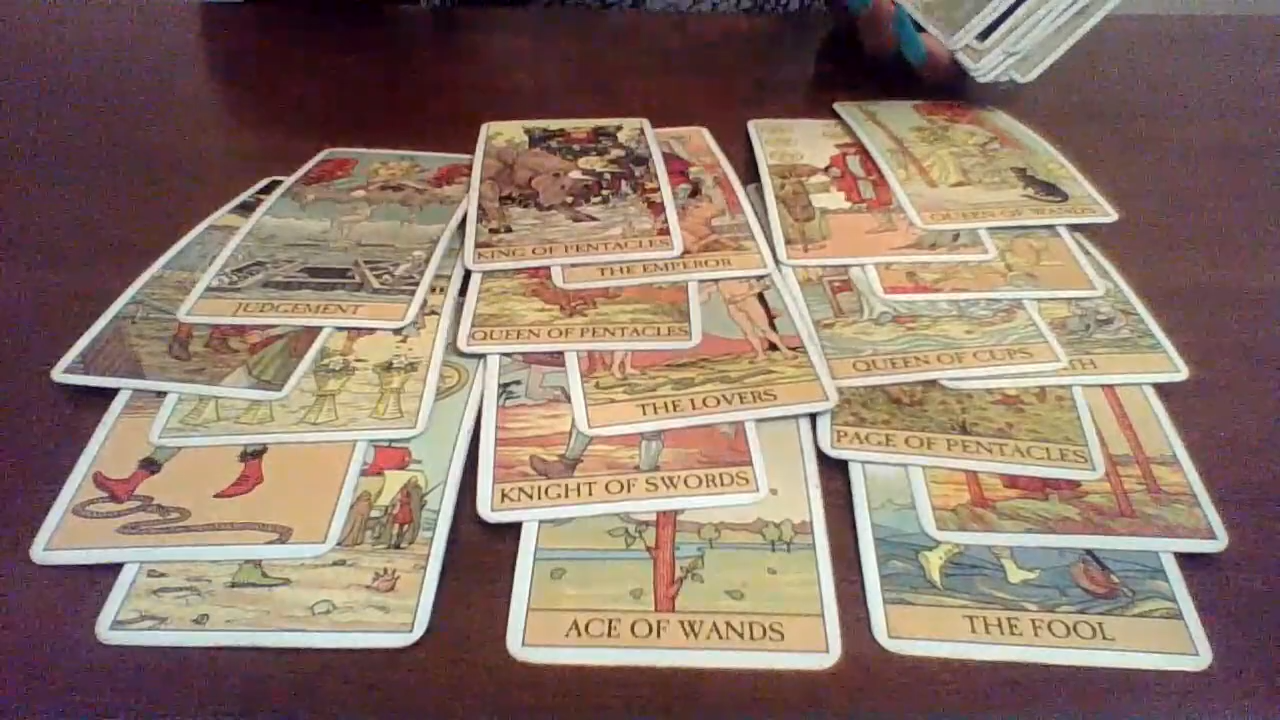 JUDGEMENT
KING OF PENTACLES
THE EMPEROR
QUEEN OF PENTACLES
THE LOVERS
KNIGHT OF SWORDS
ACE OF WANDS
QUEEN OF WANDS
QUEEN OF CUPS
TH
PAGE OF PENTACLES
THE FOOL